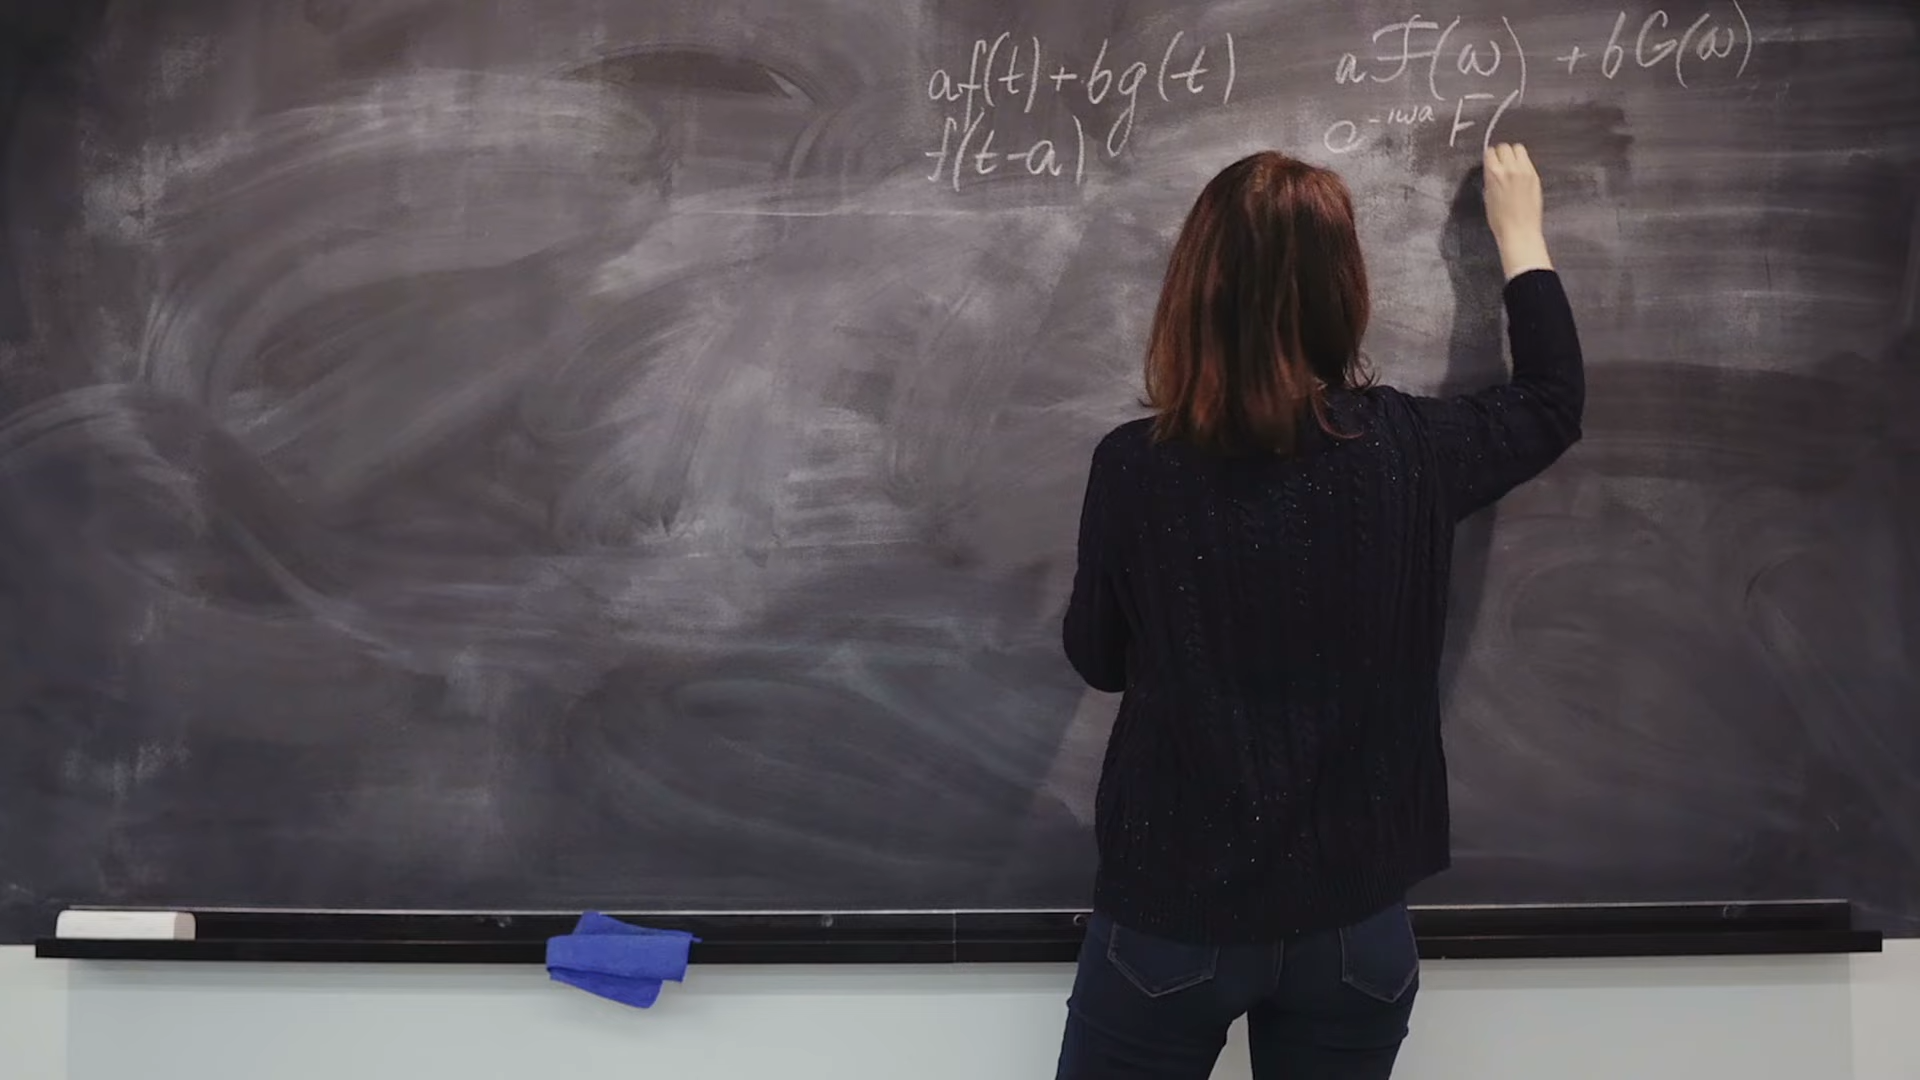 af(t)+bg(t) aF(ω) + bG(ω)
f(t-a) e^-iωa F(